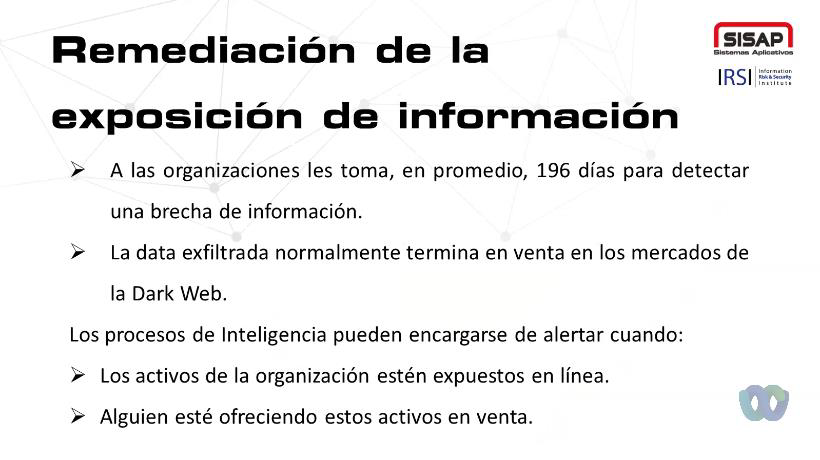 Remediación de la
exposición de información
SISAP
Sistemas Aplicativos
IRSI
Information
Risk & Security
Institute
➢ A las organizaciones les toma, en promedio, 196 días para detectar
una brecha de información.
➢ La data exfiltrada normalmente termina en venta en los mercados de
la Dark Web.
Los procesos de Inteligencia pueden encargarse de alertar cuando:
➢ Los activos de la organización estén expuestos en línea.
➢ Alguien esté ofreciendo estos activos en venta.